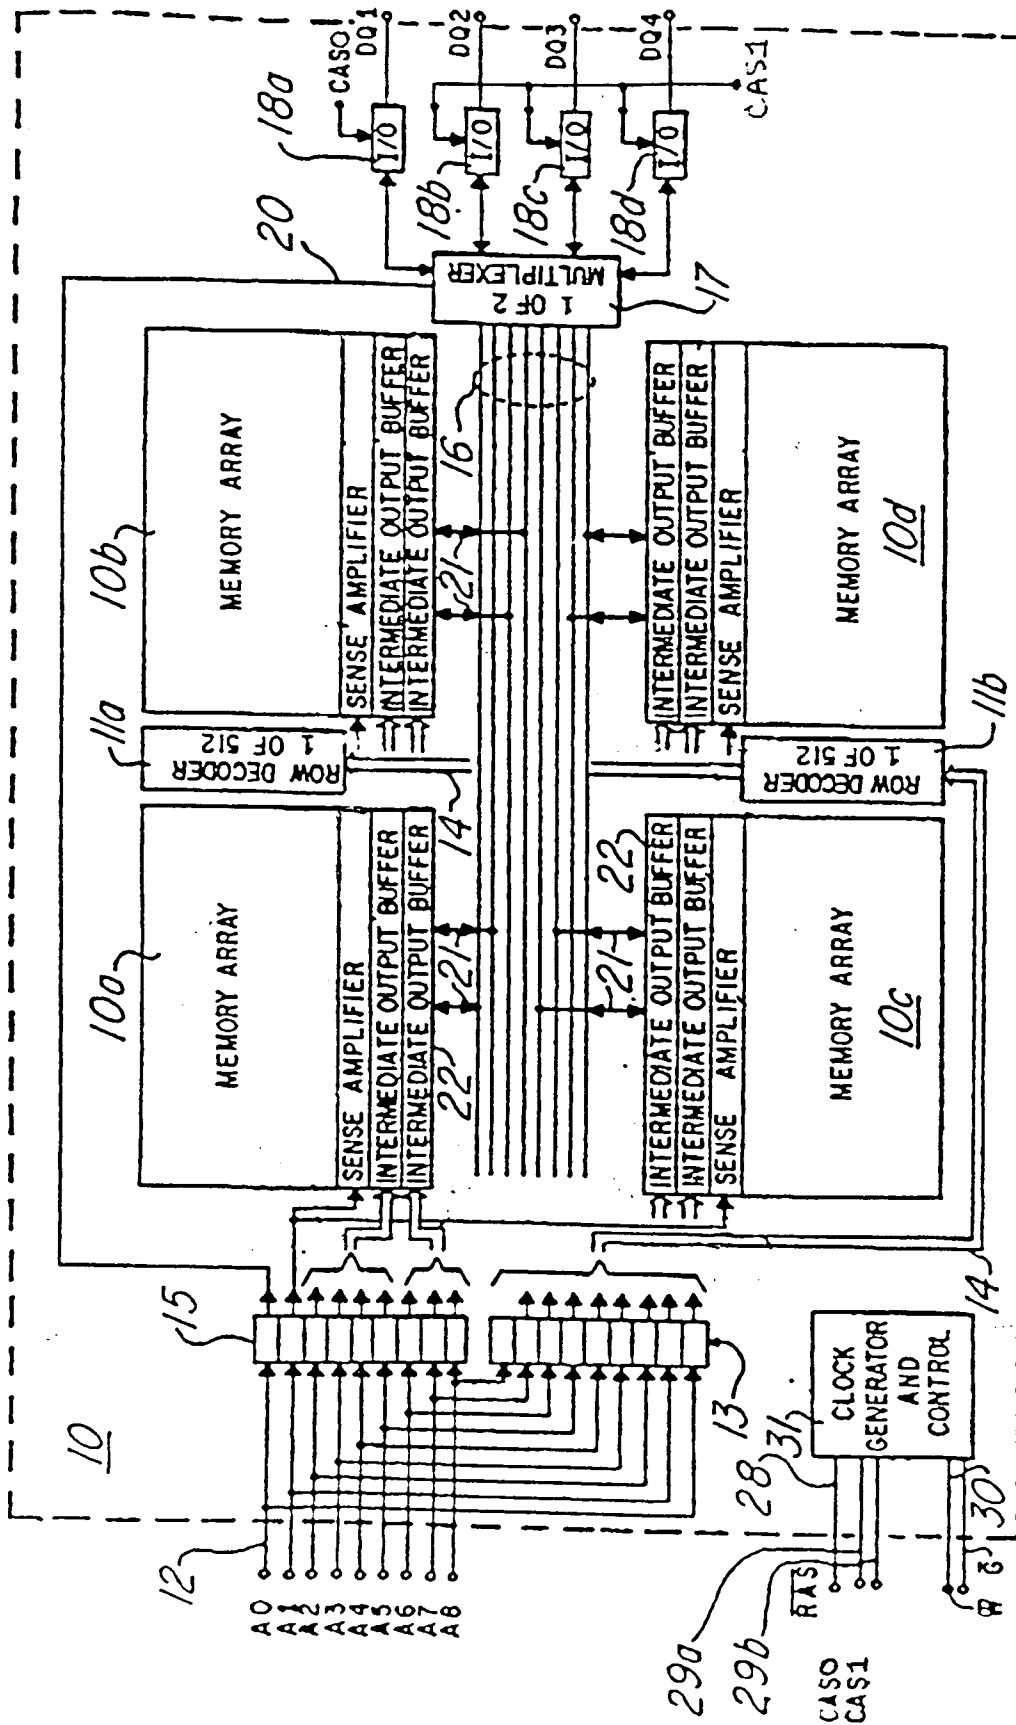 10
12
A0
A1
A2
A3
A4
A5
A6
A7
A8
15
13
20
10a
MEMORY ARRAY
SENSE AMPLIFIER
INTERMEDIATE OUTPUT BUFFER
INTERMEDIATE OUTPUT BUFFER
22
21
21
11a
ROW DECODER
1 OF 512
14
10b
MEMORY ARRAY
SENSE AMPLIFIER
INTERMEDIATE OUTPUT BUFFER
INTERMEDIATE OUTPUT BUFFER
21
16
1 OF 2
MULTIPLEXER
17
18a
I/O
CAS0
DQ1
18b
I/O
DQ2
18c
I/O
DQ3
18d
I/O
DQ4
CAS1
22
INTERMEDIATE OUTPUT BUFFER
INTERMEDIATE OUTPUT BUFFER
SENSE AMPLIFIER
MEMORY ARRAY
10c
21
21
INTERMEDIATE OUTPUT BUFFER
INTERMEDIATE OUTPUT BUFFER
SENSE AMPLIFIER
MEMORY ARRAY
10d
ROW DECODER
1 OF 512
11b
14
CLOCK
GENERATOR
AND
CONTROL
31
28
29a
29b
RAS
CAS0
CAS1
W
G
30